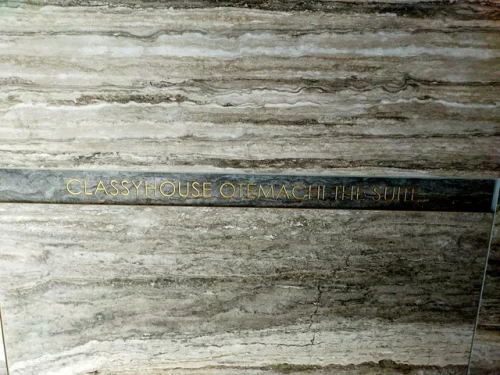 CLASSYHOUSE OTEMACHI THE SUITE